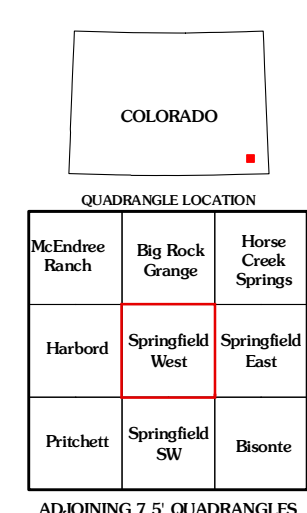 COLORADO
QUADRANGLE LOCATION
McEndree
Ranch
Big Rock
Grange
Horse
Creek
Springs
Harbord
Springfield
West
Springfield
East
Pritchett
Springfield
SW
Bisonte
ADJOINING 7.5' QUADRANGLES